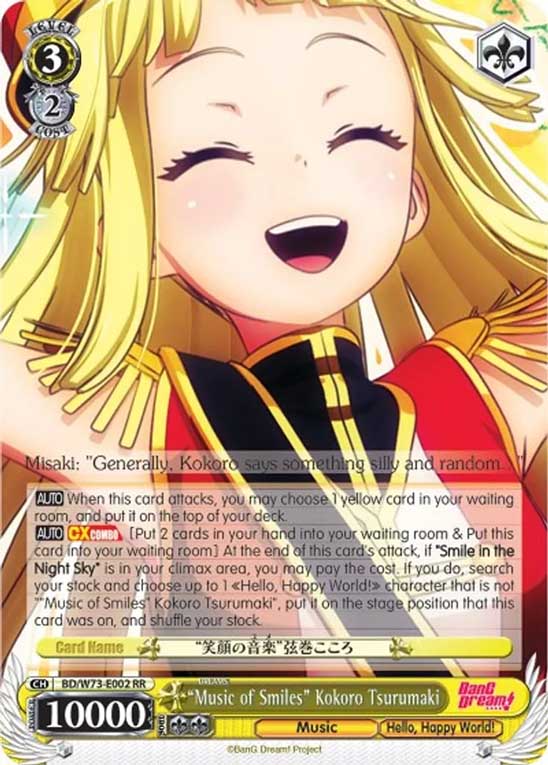 LEVEL
3
2
COST
Misaki: "Generally, Kokoro says something silly and random..."
AUTO When this card attacks, you may choose 1 yellow card in your waiting
room, and put it on the top of your deck.
AUTO CX COMBO [Put 2 cards in your hand into your waiting room & Put this
card into your waiting room] At the end of this card's attack, if "Smile in the
Night Sky" is in your climax area, you may pay the cost. If you do, search
your stock and choose up to 1 «Hello, Happy World!» character that is not
""Music of Smiles" Kokoro Tsurumaki", put it on the stage position that this
card was on, and shuffle your stock.
Card Name
“笑顔の音楽”弦巻こころ
CH BD/W73-E002 RR
“Music of Smiles” Kokoro Tsurumaki
BanG Dream!
POWER 10000 SOUL
Music
Hello, Happy World!
©BanG Dream! Project